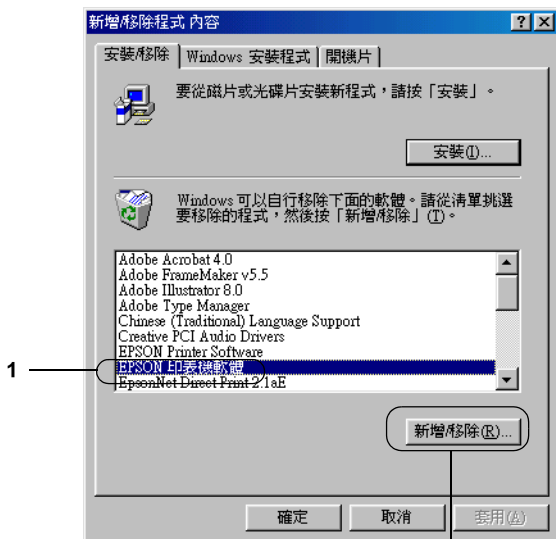 新增/移除程式 內容
安裝/移除
Windows 安裝程式
開機片
要從磁片或光碟片安裝新程式，請按「安裝」。
安裝(I)...
Windows 可以自行移除下面的軟體。請從清單挑選
要移除的程式，然後按「新增/移除」(I)。
Adobe Acrobat 4.0
Adobe FrameMaker v5.5
Adobe Illustrator 8.0
Adobe Type Manager
Chinese (Traditional) Language Support
Creative PCI Audio Drivers
EPSON Printer Software
EPSON 印表機軟體
EpsonNet Direct Print 2.1aE
1
新增/移除(R)...
確定
取消
套用(A)